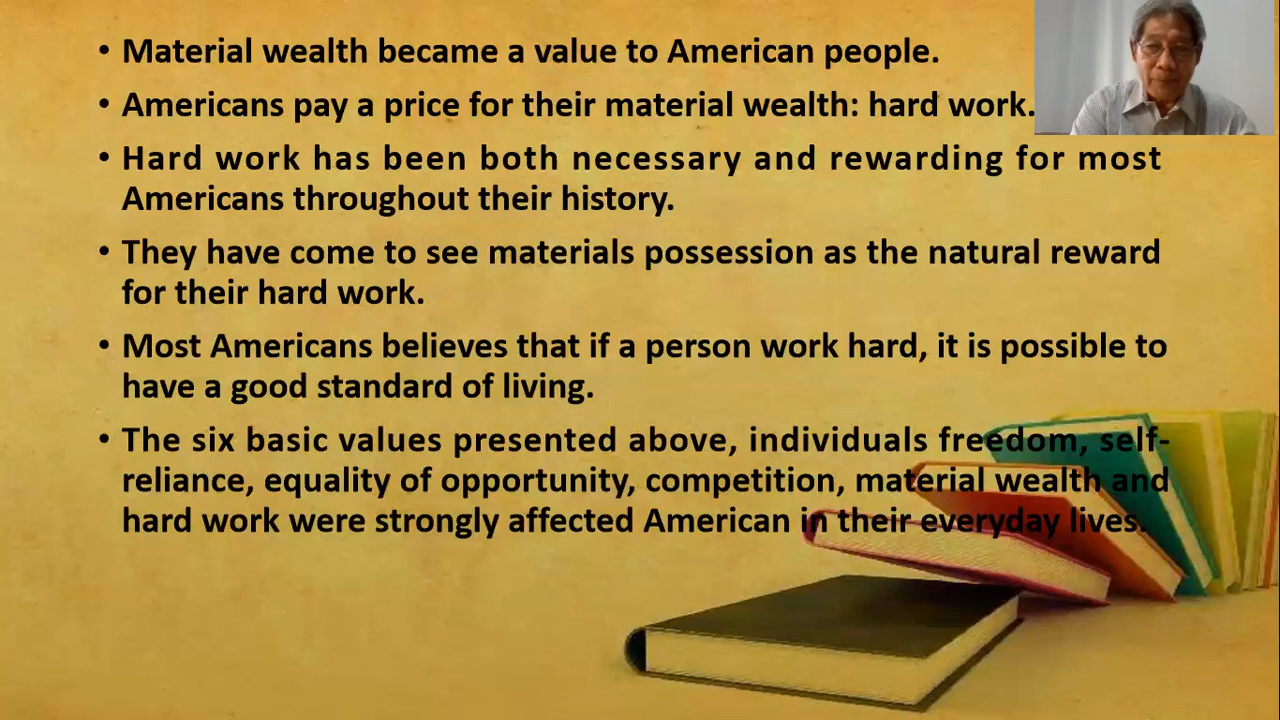 • Material wealth became a value to American people.
• Americans pay a price for their material wealth: hard work.
• Hard work has been both necessary and rewarding for most
Americans throughout their history.
• They have come to see materials possession as the natural reward
for their hard work.
• Most Americans believes that if a person work hard, it is possible to
have a good standard of living.
• The six basic values presented above, individuals freedom, self-
reliance, equality of opportunity, competition, material wealth and
hard work were strongly affected American in their everyday lives.